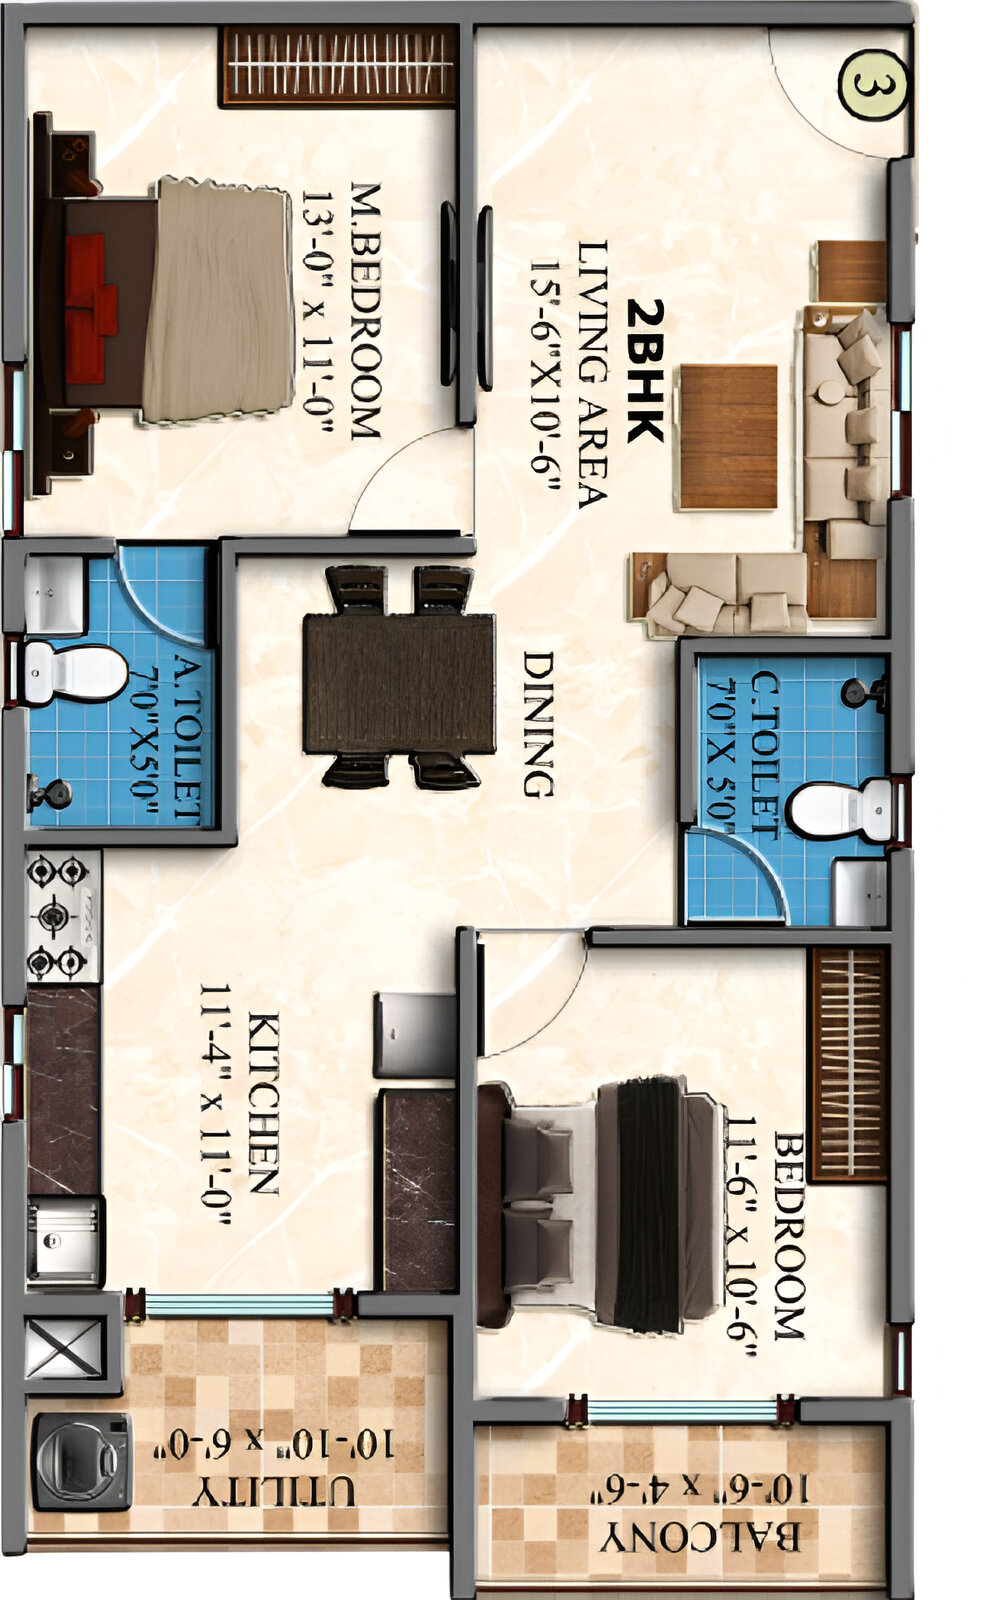 3
M.BEDROOM
13'-0" x 11'-0"
2BHK
LIVING AREA
15'-6"X10'-6"
DINING
A.TOILET
7'0"X5'0"
C.TOILET
7'0"X 5'0"
KITCHEN
11'-4" x 11'-0"
BEDROOM
11'-6" x 10'-6"
UTILITY
10'-10" x 6'-0"
BALCONY
10'-6" x 4'-6"